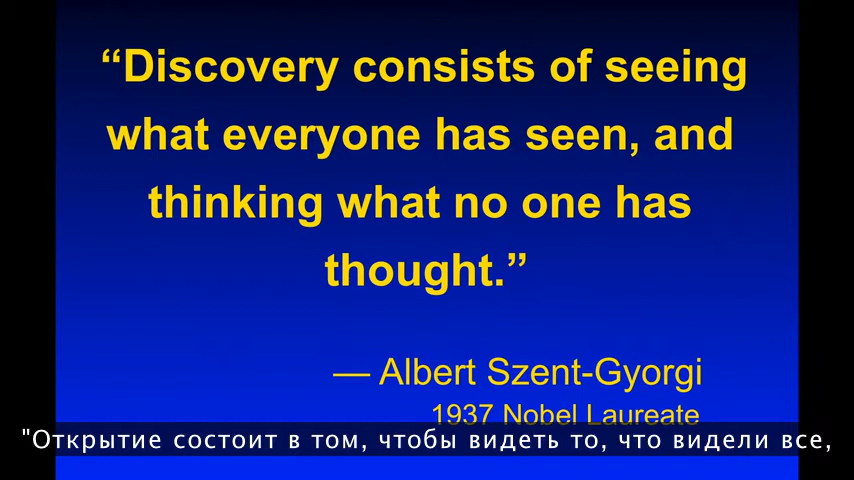 “Discovery consists of seeing
what everyone has seen, and
thinking what no one has
thought.”
— Albert Szent-Gyorgi
1937 Nobel Laureate
"Открытие состоит в том, чтобы видеть то, что видели все,